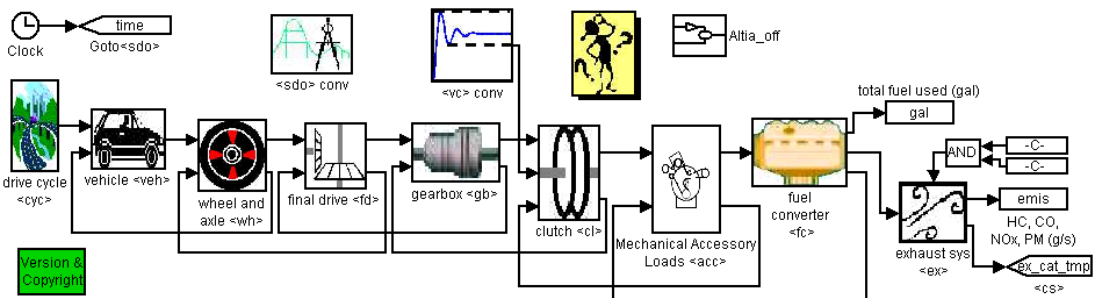 time
Clock
Goto<sdo>
<sdo> conv
<vc> conv
Altia_off
total fuel used (gal)
gal
AND
-C-
-C-
drive cycle
<cyc>
vehicle <veh>
wheel and
axle <wh>
final drive <fd>
gearbox <gb>
clutch <cl>
Mechanical Accessory
Loads <acc>
fuel
converter
<fc>
emis
HC, CO,
NOx, PM (g/s)
exhaust sys
<ex>
ex_cat_tmp
<cs>
Version &
Copyright